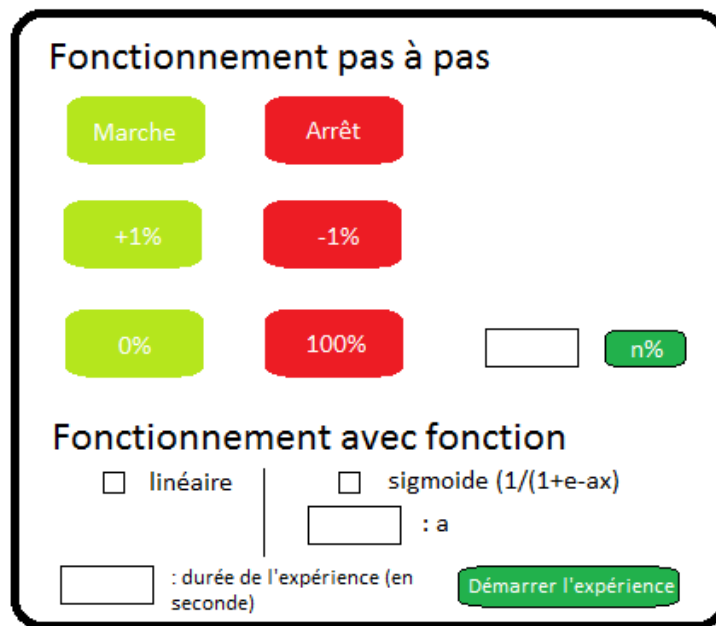 Fonctionnement pas à pas
Marche Arrêt
+1% -1%
0% 100% n%
Fonctionnement avec fonction
linéaire sigmoide (1/(1+e-ax)
: a
: durée de l'expérience (en
seconde)
Démarrer l'expérience